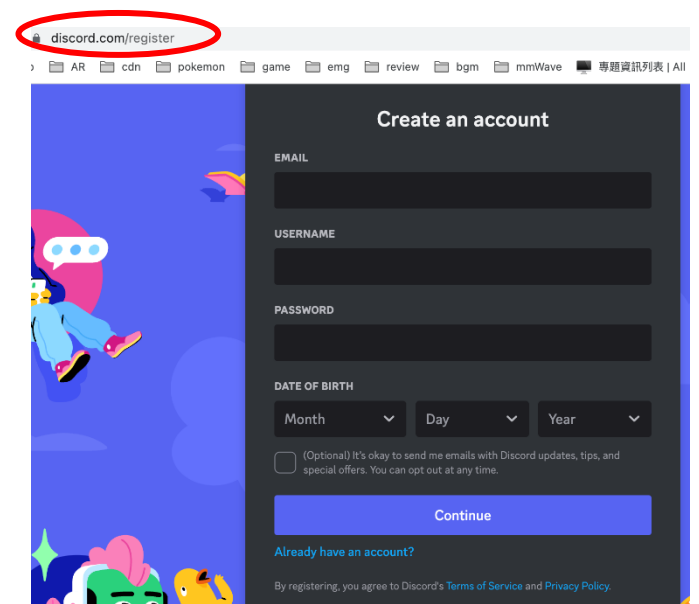 discord.com/register
AR cdn pokemon game emg review bgm mmWave 專題資訊列表 | All
Create an account
EMAIL
USERNAME
PASSWORD
DATE OF BIRTH
Month Day Year
(Optional) It's okay to send me emails with Discord updates, tips, and
special offers. You can opt out at any time.
Continue
Already have an account?
By registering, you agree to Discord's Terms of Service and Privacy Policy.